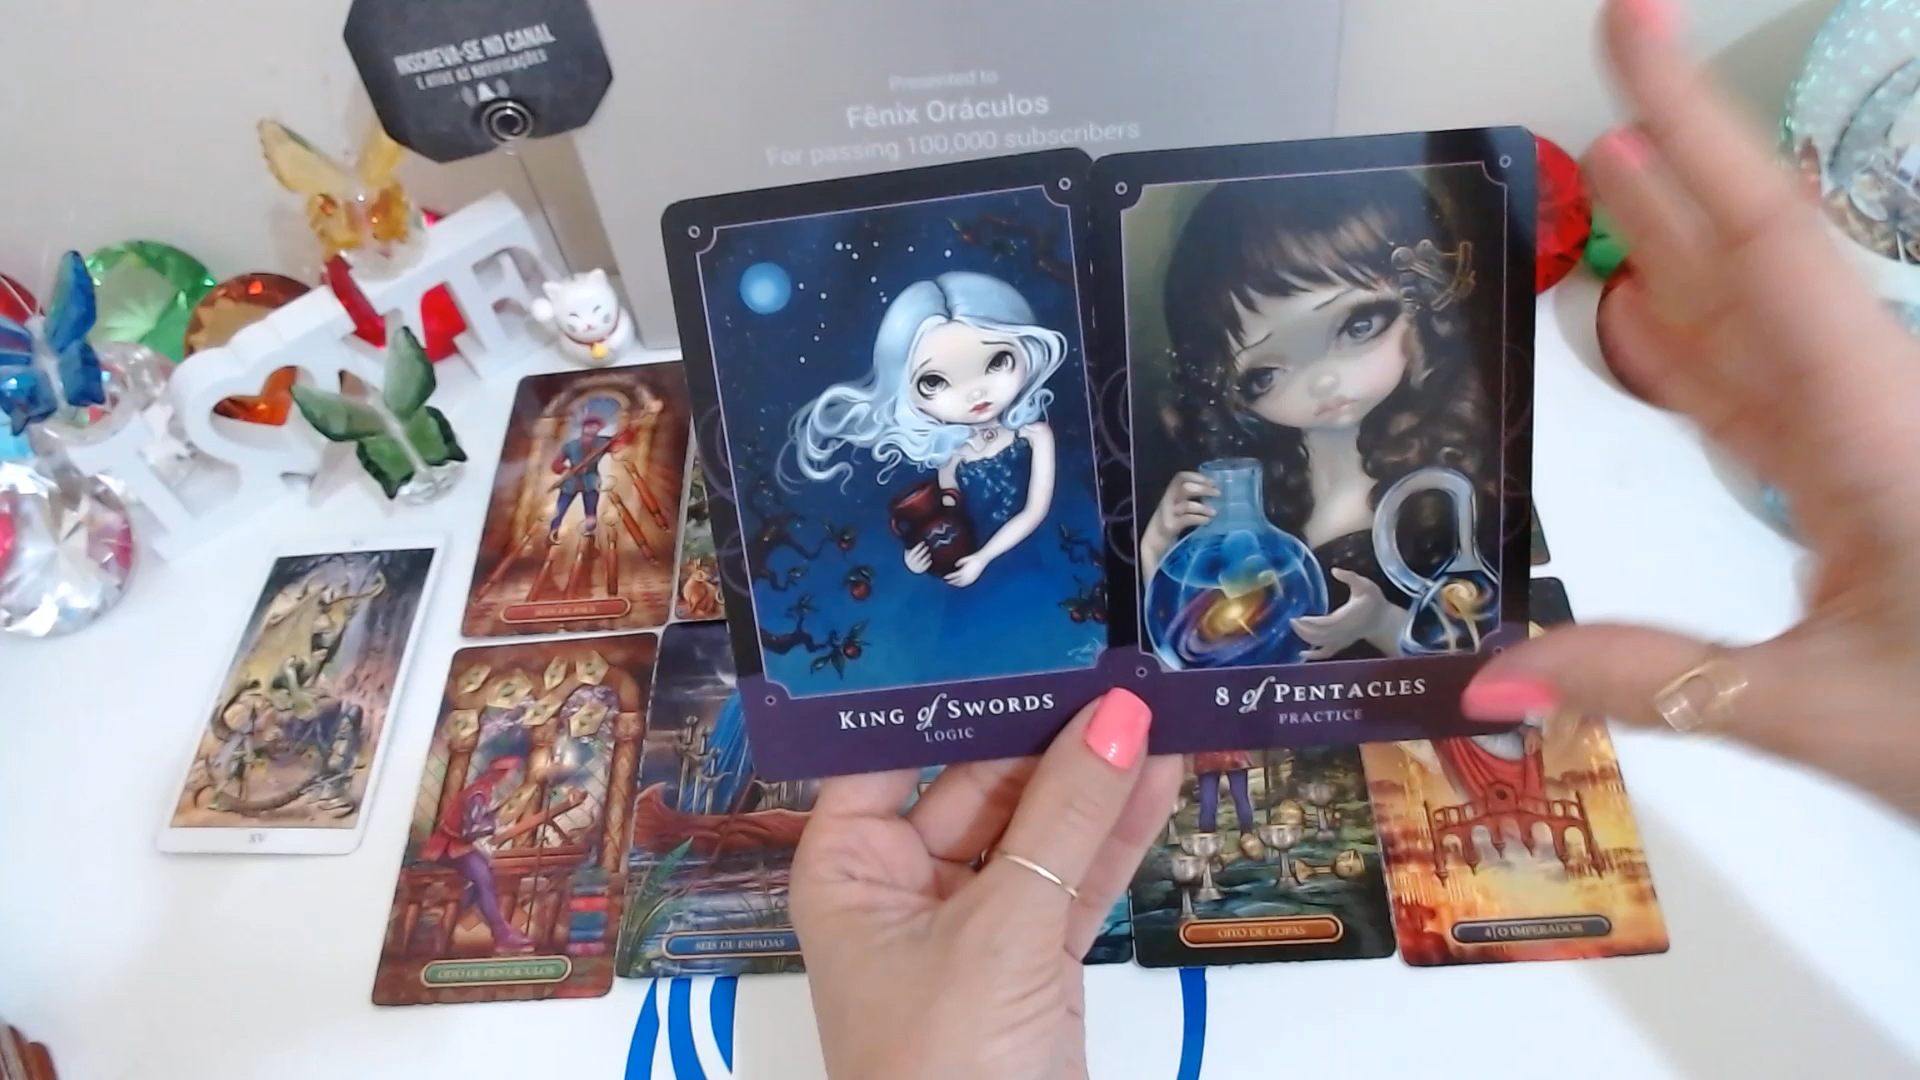 INSCREVA-SE NO CANAL
E ATIVE AS NOTIFICAÇÕES
Presented to
Fênix Oráculos
For passing 100,000 subscribers
KING of SWORDS
LOGIC
8 of PENTACLES
PRACTICE
XV
SEIS DE ESPADAS
OITO DE COPAS
4 | O IMPERADOR
OITO DE PENTÁCULOS